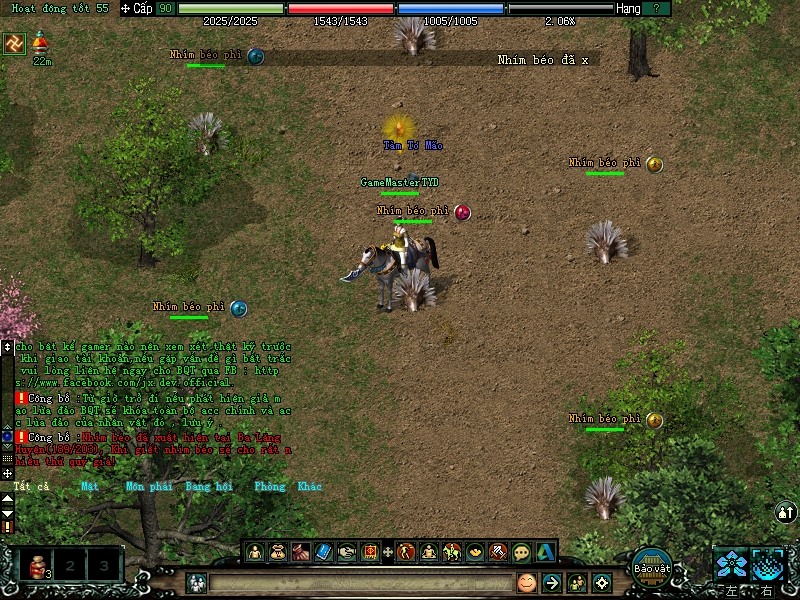 Hoạt động tốt 55
Cấp 90
Hạng ?
2025/2025
1543/1543
1005/1005
2.06%
22m
Nhím béo phì
Nhím béo đã x
Tàm Tố Mão
Nhím béo phì
GameMasterTYD
Nhím béo phì
Nhím béo phì
cho bất kể gamer nào nên xem xét thật kỹ trước
khi giao tài khoản,nếu gặp vấn đề gì bất trắc
vui lòng liên hệ ngay cho BQT qua FB : http
s://www.facebook.com/jx.dev.official.
Công bố :Từ giờ trở đi nếu phát hiện giả m
ạo lừa đảo BQT sẽ khóa toàn bộ acc chính và ac
c lừa đảo của nhân vật đó , lưu ý
Nhím béo phì
Công bố :Nhím béo đã xuất hiện tại Ba Lăng
Huyện(189/203), Khi giết nhím béo sẽ cho rất n
hiều thứ quý giá!
Tất cả Mật Môn phái Bang hội Phòng Khác
3 2 3
Bảo vật
左 右